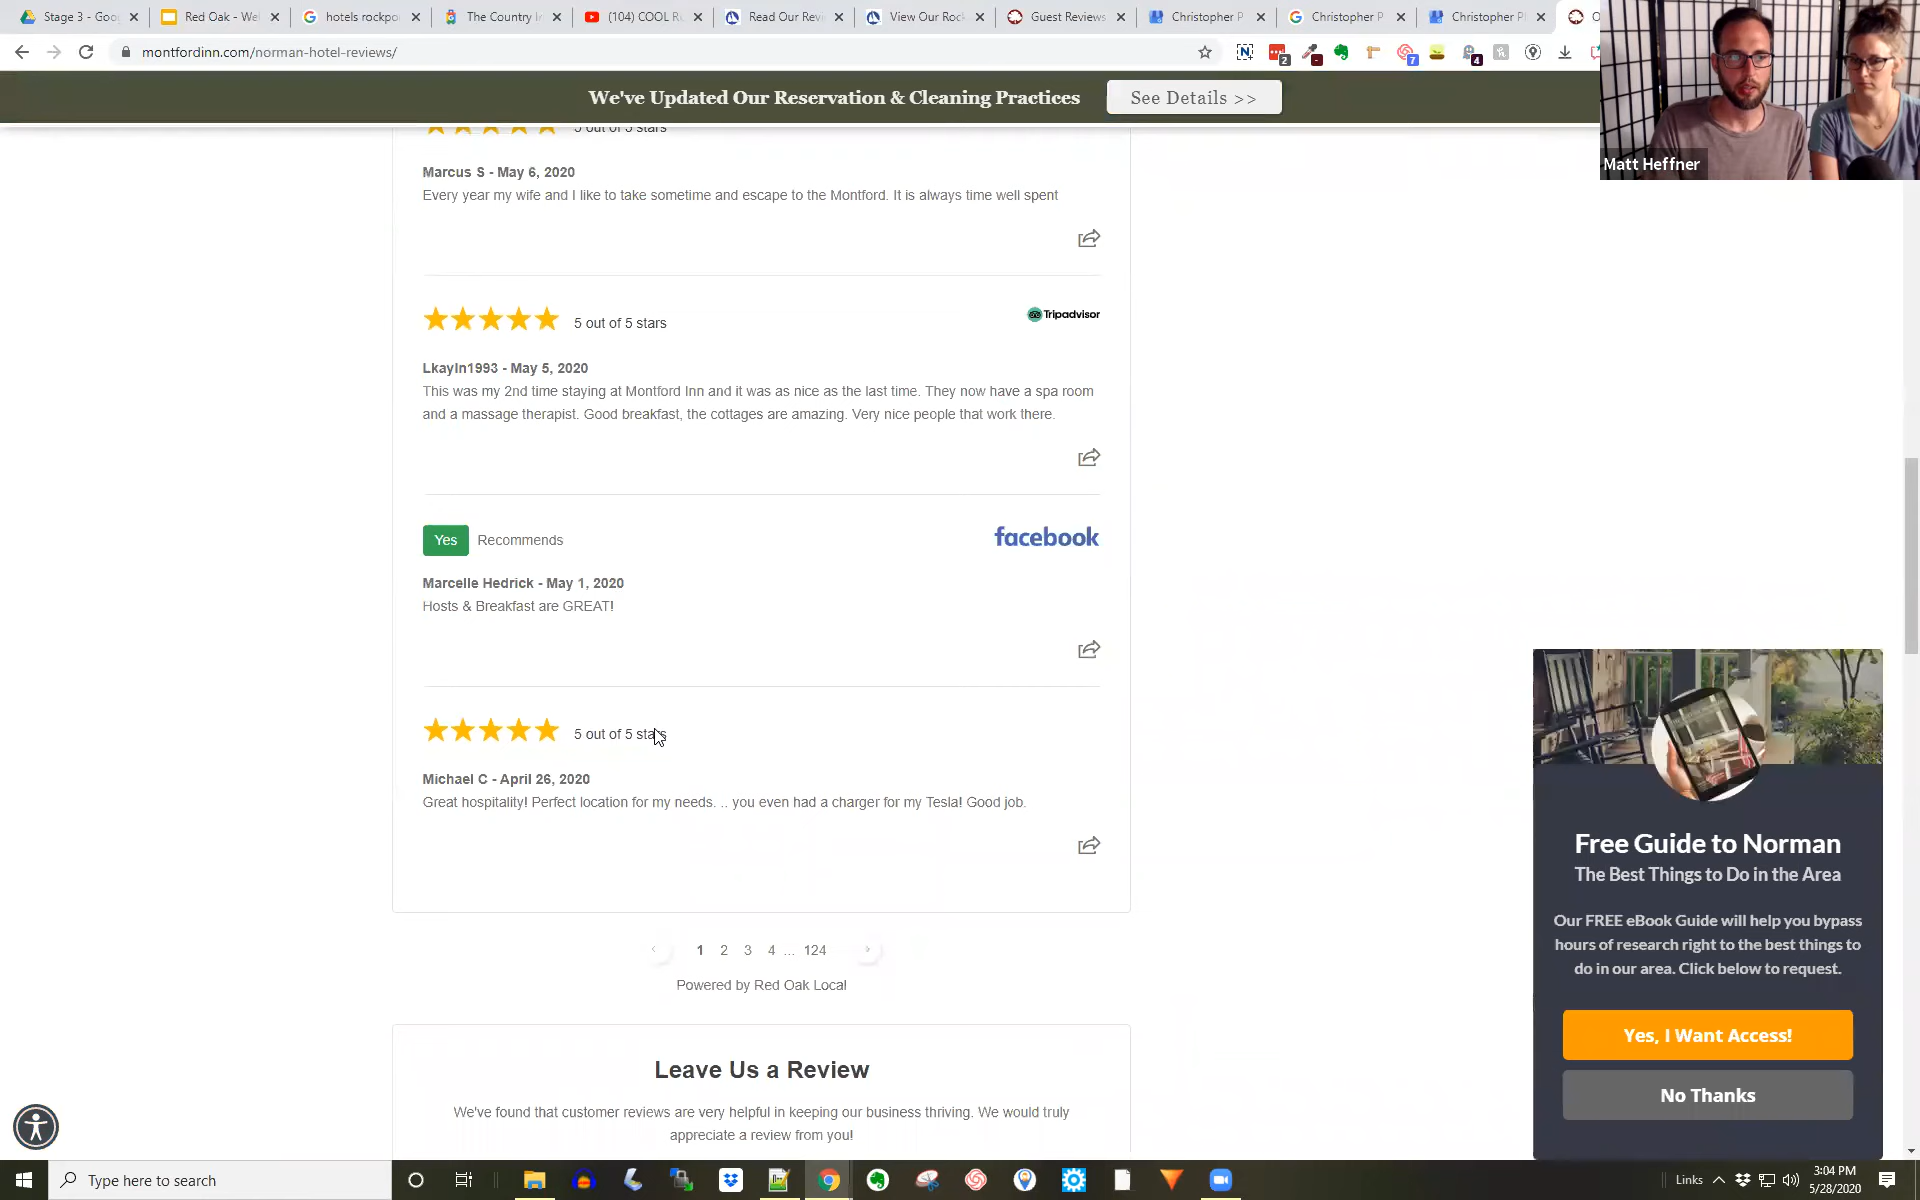 Stage 3 - Goo
Red Oak - We
hotels rockpo
The Country I
(104) COOL R
Read Our Revi
View Our Rock
Guest Reviews
Christopher P
Christopher P
Christopher P
montfordinn.com/norman-hotel-reviews/
We've Updated Our Reservation & Cleaning Practices
See Details >>
Matt Heffner
5 out of 5 stars
Marcus S - May 6, 2020
Every year my wife and I like to take sometime and escape to the Montford. It is always time well spent
5 out of 5 stars
Tripadvisor
LkayIn1993 - May 5, 2020
This was my 2nd time staying at Montford Inn and it was as nice as the last time. They now have a spa room
and a massage therapist. Good breakfast, the cottages are amazing. Very nice people that work there.
Yes Recommends
facebook
Marcelle Hedrick - May 1, 2020
Hosts & Breakfast are GREAT!
5 out of 5 stars
Michael C - April 26, 2020
Great hospitality! Perfect location for my needs. .. you even had a charger for my Tesla! Good job.
1 2 3 4 ... 124
Powered by Red Oak Local
Leave Us a Review
We've found that customer reviews are very helpful in keeping our business thriving. We would truly
appreciate a review from you!
Free Guide to Norman
The Best Things to Do in the Area
Our FREE eBook Guide will help you bypass
hours of research right to the best things to
do in our area. Click below to request.
Yes, I Want Access!
No Thanks
Type here to search
Links
3:04 PM
5/28/2020